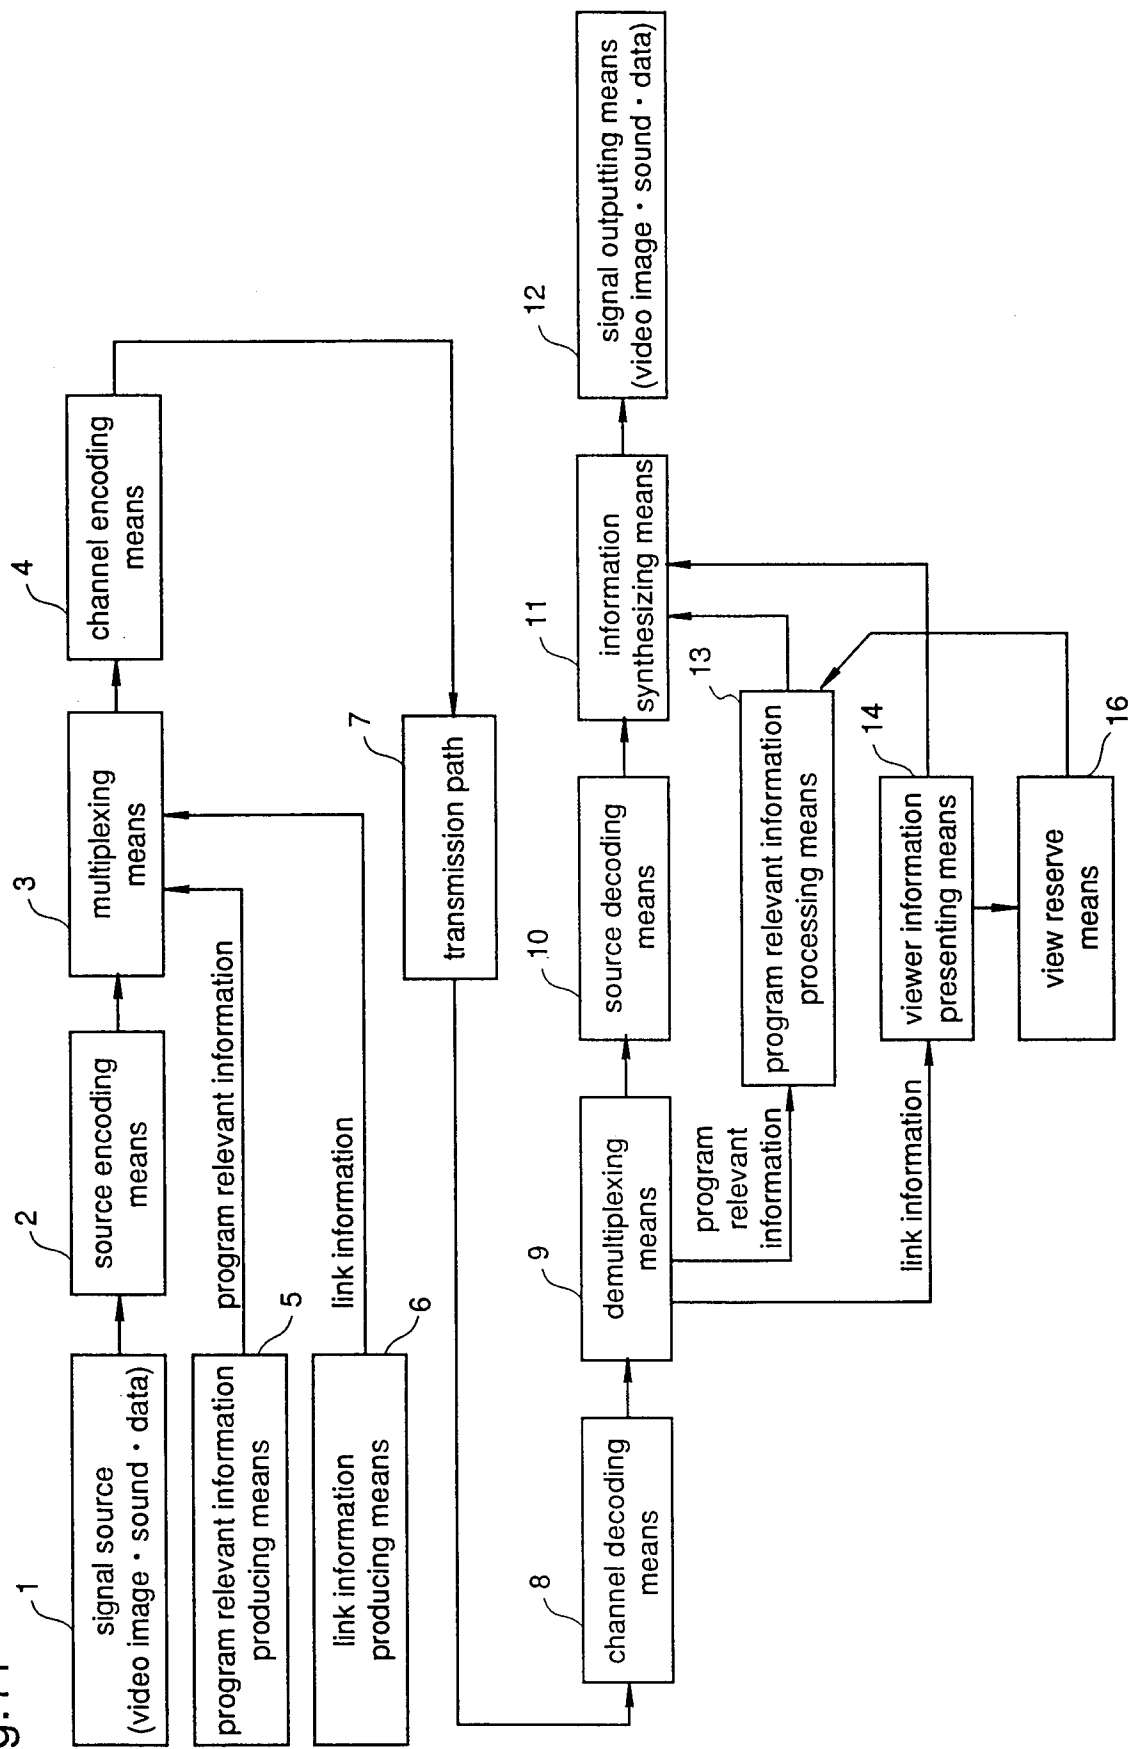 1
signal source
(video image・sound・data)
2
source encoding
means
3
multiplexing
means
4
channel encoding
means
program relevant information
producing means
5
program relevant information
link information
producing means
6
link information
7
transmission path
8
channel decoding
means
9
demultiplexing
means
10
source decoding
means
11
information
synthesizing means
12
signal outputting means
(video image・sound・data)
program
relevant
information
13
program relevant information
processing means
link information
14
viewer information
presenting means
16
view reserve
means